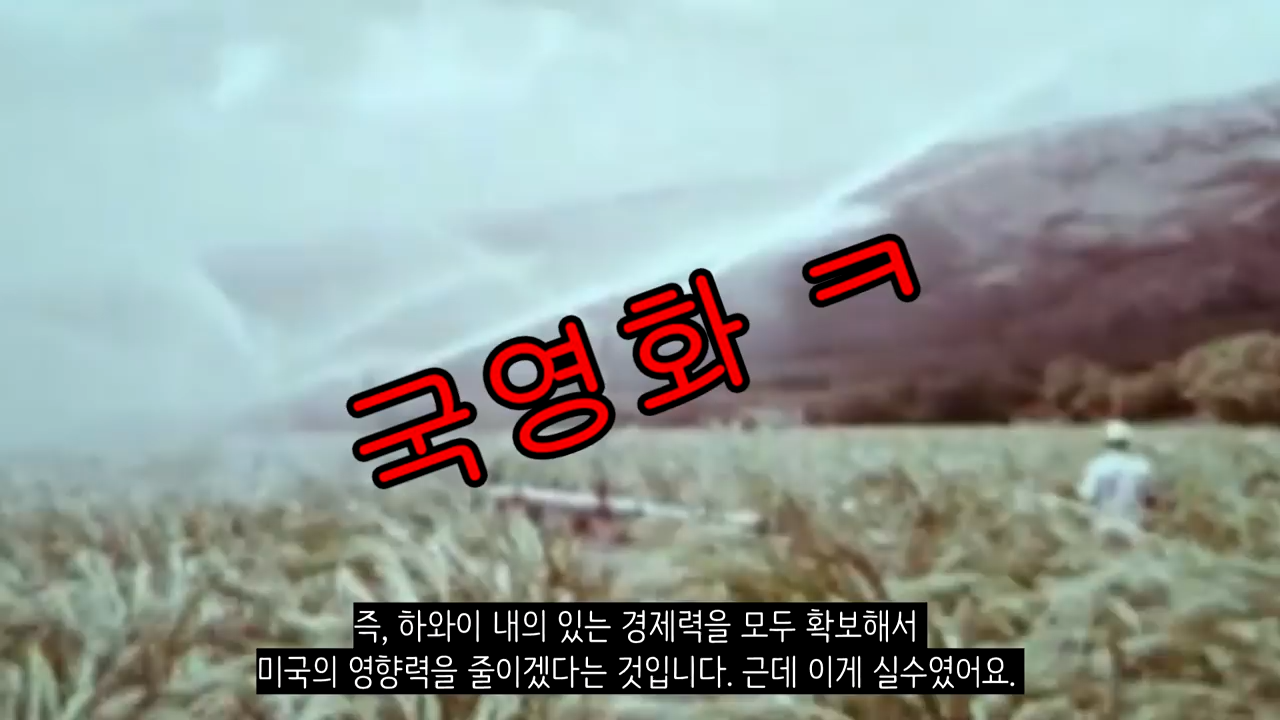 국영화 ㅋ
즉, 하와이 내의 있는 경제력을 모두 확보해서
미국의 영향력을 줄이겠다는 것입니다. 근데 이게 실수였어요.